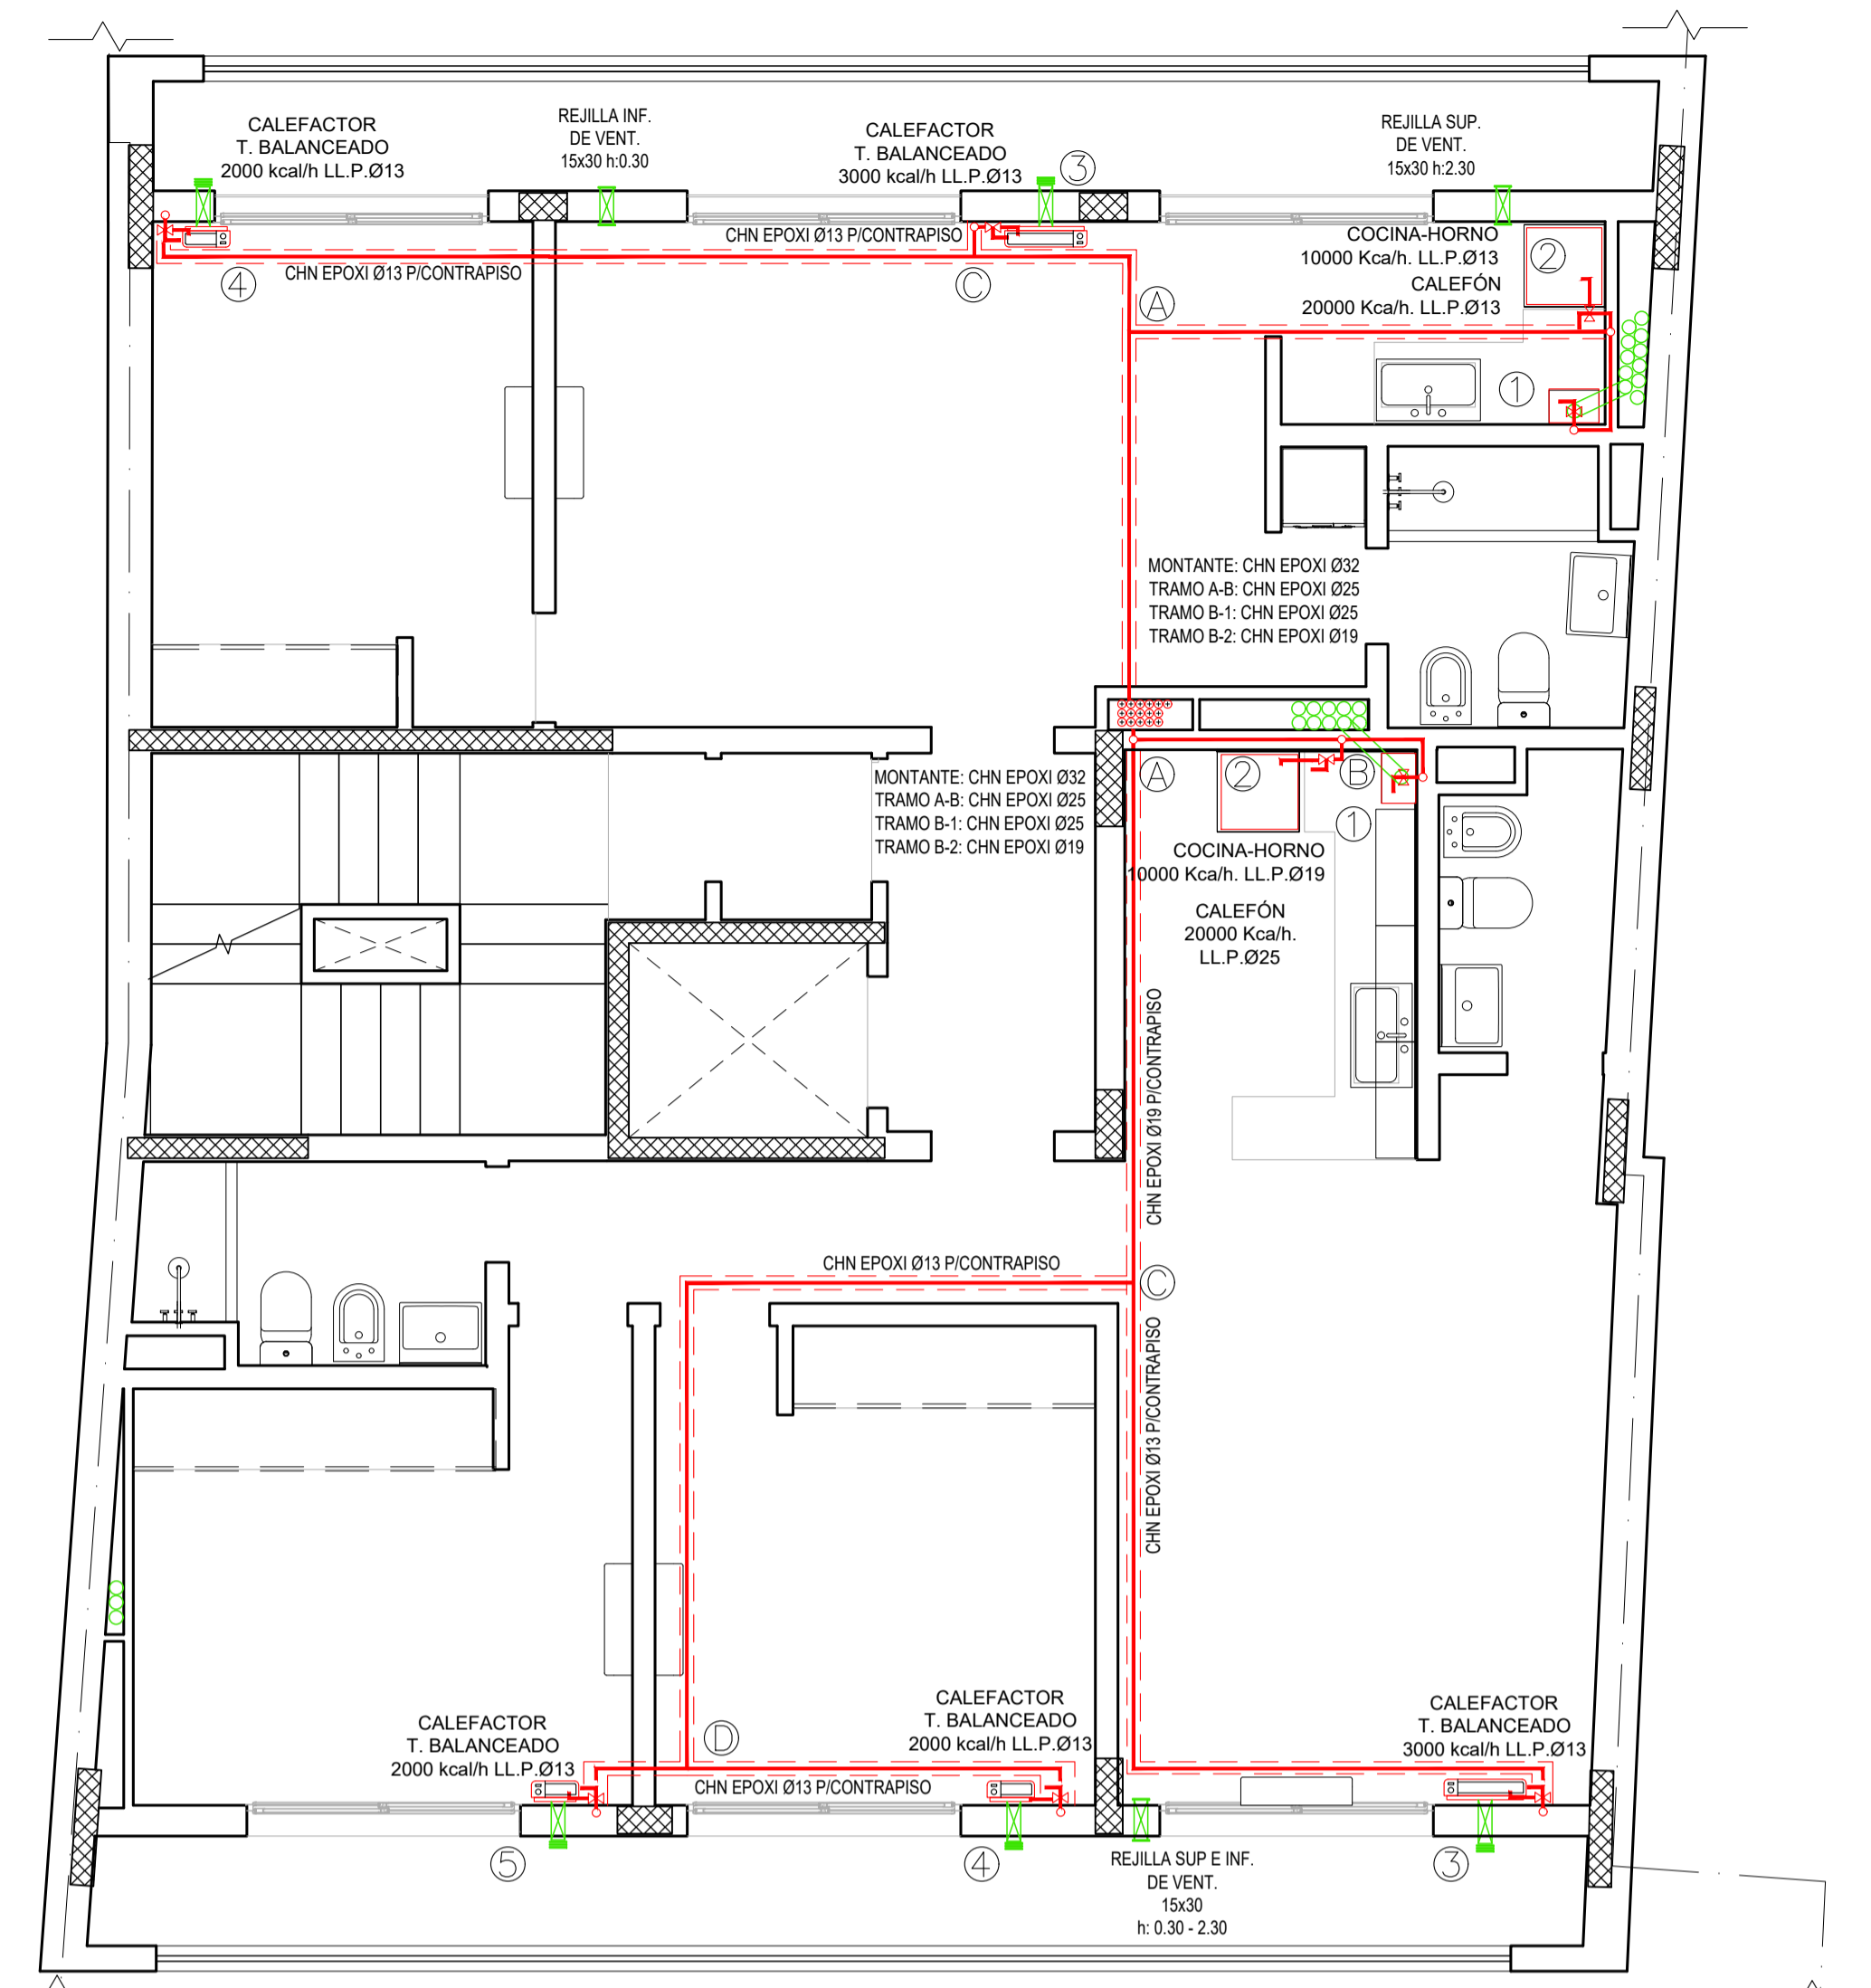 CALEFACTOR
T. BALANCEADO
2000 kcal/h LL.P.Ø13
REJILLA INF.
DE VENT.
15x30 h:0.30
CALEFACTOR
T. BALANCEADO
3000 kcal/h LL.P.Ø13
3
REJILLA SUP.
DE VENT.
15x30 h:2.30
CHN EPOXI Ø13 P/CONTRAPISO
CHN EPOXI Ø13 P/CONTRAPISO
4
C
A
COCINA-HORNO
10000 Kca/h. LL.P.Ø13
CALEFÓN
20000 Kca/h. LL.P.Ø13
2
1
MONTANTE: CHN EPOXI Ø32
TRAMO A-B: CHN EPOXI Ø25
TRAMO B-1: CHN EPOXI Ø25
TRAMO B-2: CHN EPOXI Ø19
MONTANTE: CHN EPOXI Ø32
TRAMO A-B: CHN EPOXI Ø25
TRAMO B-1: CHN EPOXI Ø25
TRAMO B-2: CHN EPOXI Ø19
A
2
B
1
COCINA-HORNO
10000 Kca/h. LL.P.Ø19
CALEFÓN
20000 Kca/h.
LL.P.Ø25
CHN EPOXI Ø19 P/CONTRAPISO
CHN EPOXI Ø13 P/CONTRAPISO
C
CHN EPOXI Ø13 P/CONTRAPISO
CALEFACTOR
T. BALANCEADO
2000 kcal/h LL.P.Ø13
D
CALEFACTOR
T. BALANCEADO
2000 kcal/h LL.P.Ø13
CALEFACTOR
T. BALANCEADO
3000 kcal/h LL.P.Ø13
CHN EPOXI Ø13 P/CONTRAPISO
5
4
3
REJILLA SUP E INF.
DE VENT.
15x30
h: 0.30 - 2.30